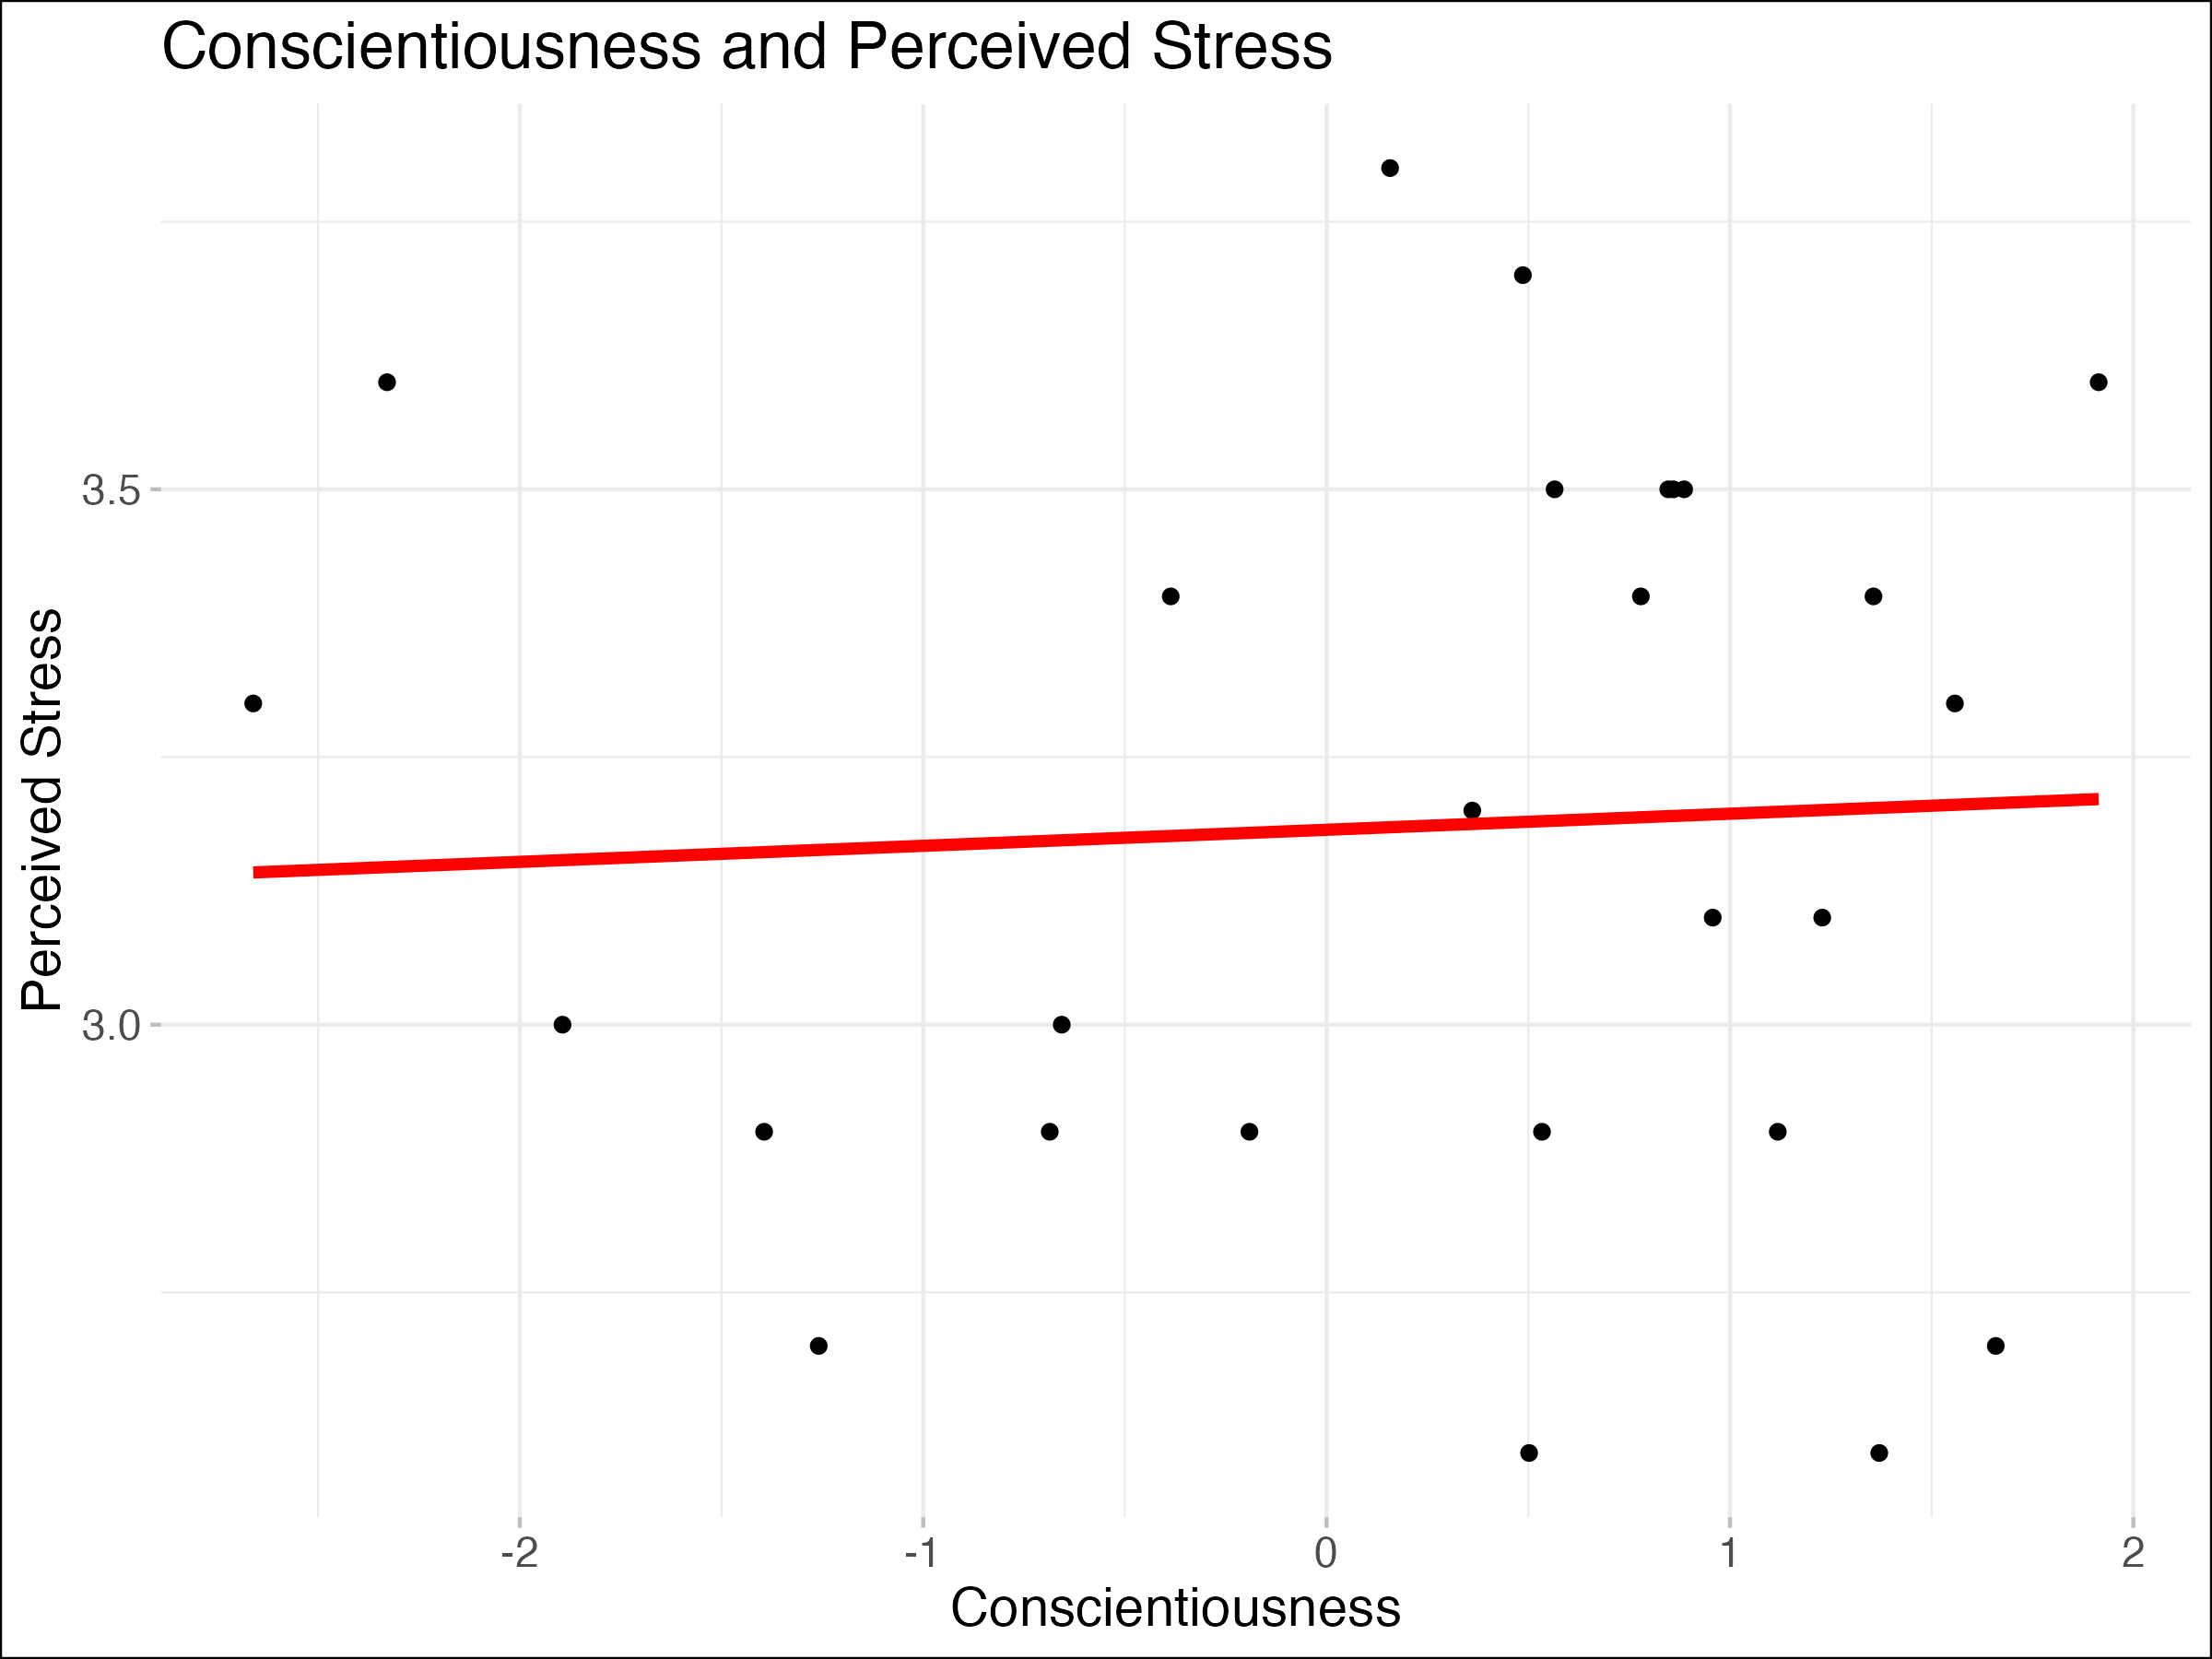 Conscientiousness and Perceived Stress
Perceived Stress
3.5
3.0
-2
-1
0
1
2
Conscientiousness